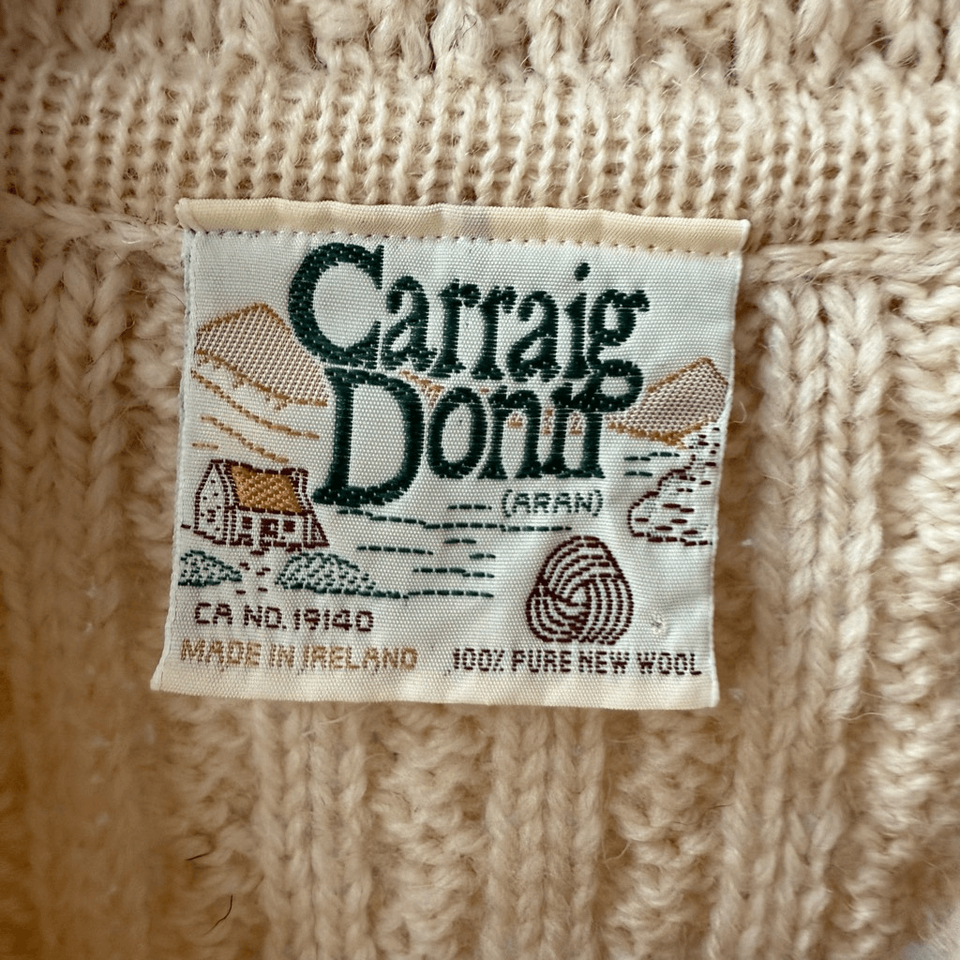 Carraig
Donn
(ARAN)
CA NO. 19140
MADE IN IRELAND
100% PURE NEW WOOL